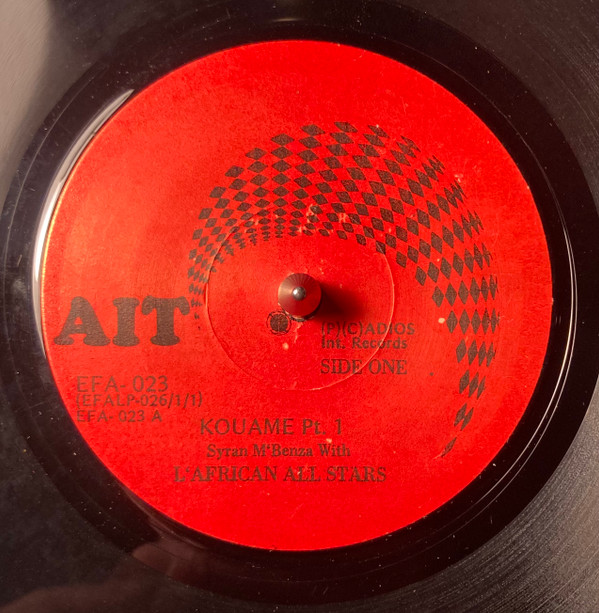 AIT
(P)(C)ADIOS
Int. Records
SIDE ONE
EFA- 023
(EFALP-026/1/1)
EFA- 023 A
KOUAME Pt. 1
Syran M'Benza With
L'AFRICAN ALL STARS